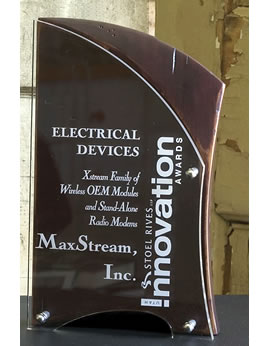 ELECTRICAL
DEVICES
Xstream Family of
Wireless OEM Modules
and Stand-Alone
Radio Modems
MaxStream,
Inc.
STOEL RIVES LLP
innovation
AWARDS
UTAH